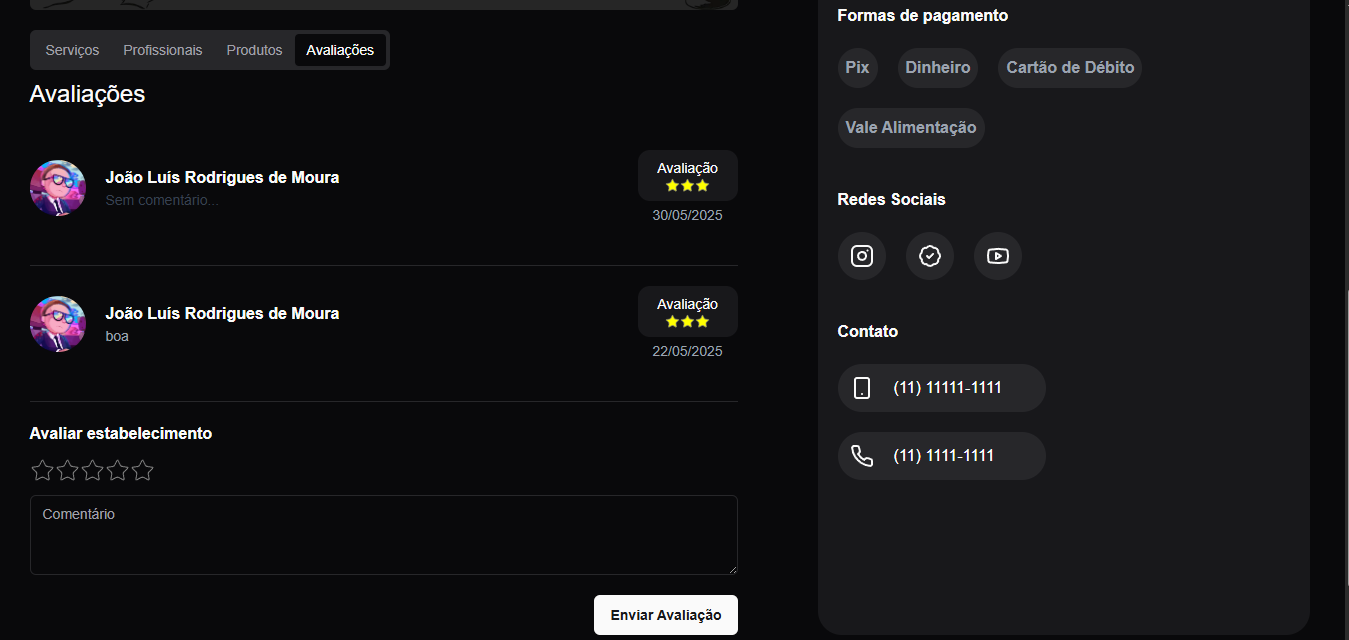 Serviços Profissionais Produtos Avaliações
Avaliações
João Luís Rodrigues de Moura
Sem comentário...
Avaliação
30/05/2025
João Luís Rodrigues de Moura
boa
Avaliação
22/05/2025
Avaliar estabelecimento
Comentário
Enviar Avaliação
Formas de pagamento
Pix Dinheiro Cartão de Débito
Vale Alimentação
Redes Sociais
Contato
(11) 11111-1111
(11) 1111-1111